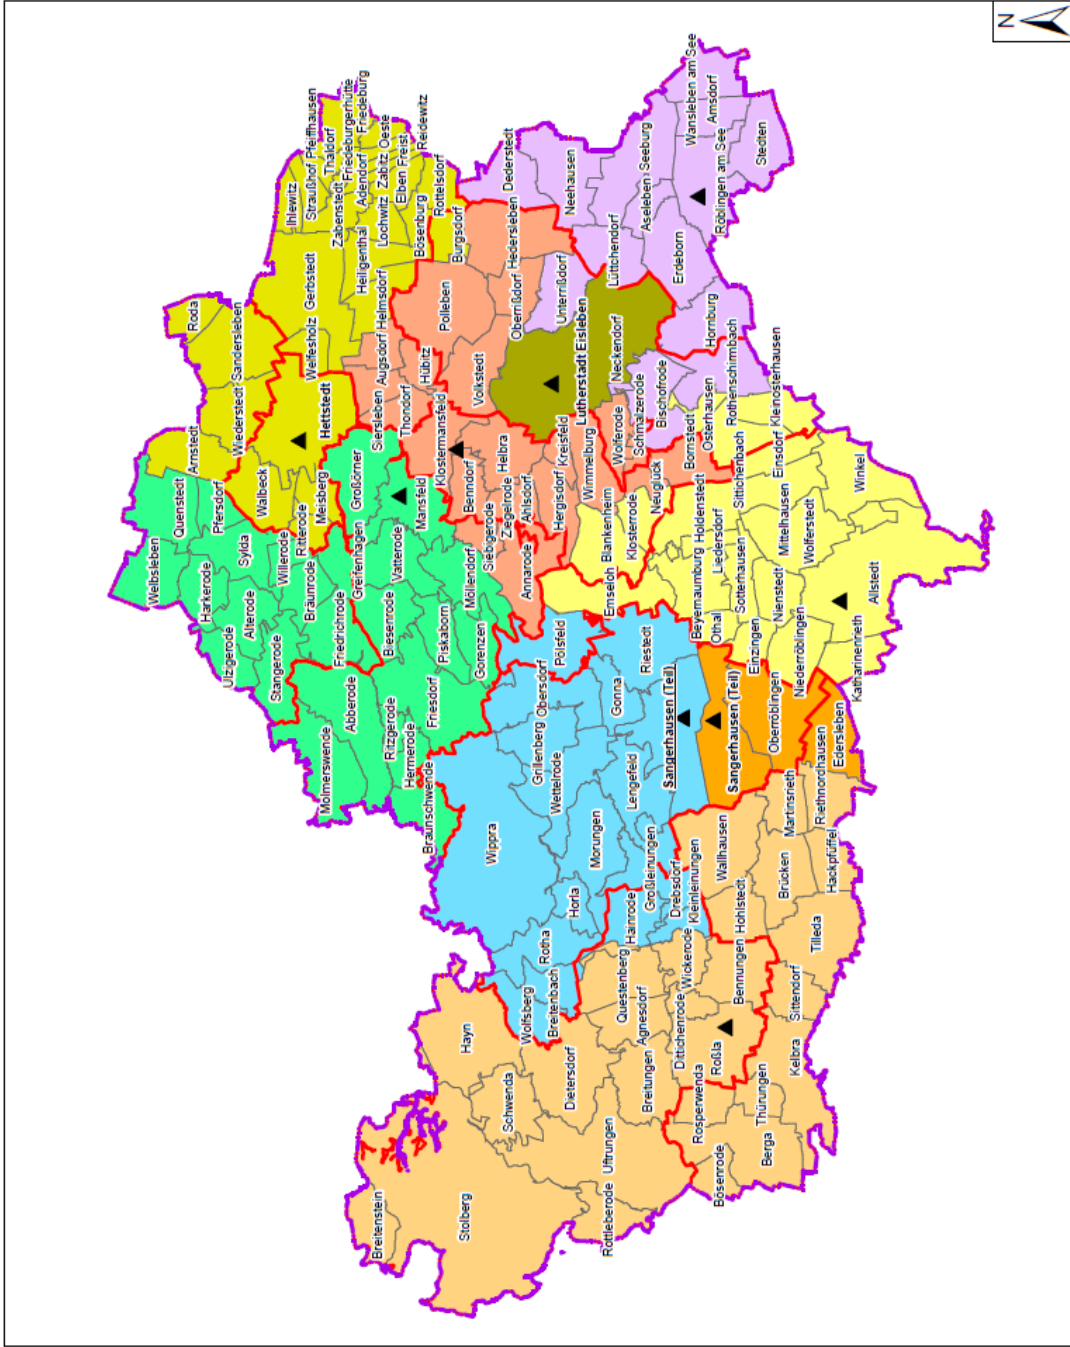 N
Roda
Sandersleben
Wiederstedt
Arnstedt
Quenstedt
Welbsleben
Pfersdorf
Harkerode
Sylda
Ulzigerode
Alterode
Stangerode
Willerode
Ritterode
Bräunrode
Friedrichrode
Greifenhagen
Walbeck
Meisberg
Hettstedt
Welfesholz
Gerbstedt
Ihlewitz
Straußhof
Pfeiffhausen
Thaldorf
Zabenstedt
Friedeburgerhütte
Heiligenthal
Adendorf
Friedeburg
Lochwitz
Zabitz
Oeste
Elben
Freist
Reidewitz
Bösenburg
Rottelsdorf
Burgsdorf
Helmsdorf
Augsdorf
Siersleben
Thondorf
Hübitz
Polleben
Volkstedt
Hedersleben
Oberrißdorf
Unterrißdorf
Dederstedt
Neehausen
Lüttchendorf
Aseleben
Seeburg
Wansleben am See
Amsdorf
Röblingen am See
Stedten
Erdeborn
Hornburg
Rothenschirmbach
Osterhausen
Kleinosterhausen
Bischofrode
Schmalzerode
Wolferode
Neckendorf
Lutherstadt Eisleben
Wimmelburg
Kreisfeld
Hergisdorf
Ahlsdorf
Ziegelrode
Helbra
Benndorf
Siebigerode
Klostermansfeld
Annarode
Großörner
Mansfeld
Vatterode
Biesenrode
Piskaborn
Möllendorf
Gorenzen
Friesdorf
Abberode
Molmerswende
Ritzgerode
Hermerode
Braunschwende
Wippra
Grillenberg
Obersdorf
Wettelrode
Pölsfeld
Gonna
Riestedt
Lengefeld
Sangerhausen (Teil)
Morungen
Horla
Rotha
Wolfsberg
Breitenbach
Hainrode
Großleinungen
Drebsdorf
Kleinleinungen
Sangerhausen (Teil)
Oberröblingen
Edersleben
Riethnordhausen
Martinsrieth
Wallhausen
Brücken
Hackpfüffel
Hohlstedt
Tilleda
Bennungen
Wickerode
Questenberg
Agnesdorf
Dittichenrode
Roßla
Sittendorf
Kelbra
Thürungen
Berga
Bösenrode
Rosperwenda
Breitungen
Dietersdorf
Hayn
Schwenda
Uftrungen
Rottleberode
Stolberg
Breitenstein
Emseloh
Blankenheim
Klosterrode
Neuglück
Bornstedt
Sittichenbach
Einsdorf
Holdenstedt
Liedersdorf
Beyernaumburg
Othal
Sotterhausen
Mittelhausen
Winkel
Wolferstedt
Nienstedt
Einzingen
Niederröblingen
Allstedt
Katharinenrieth